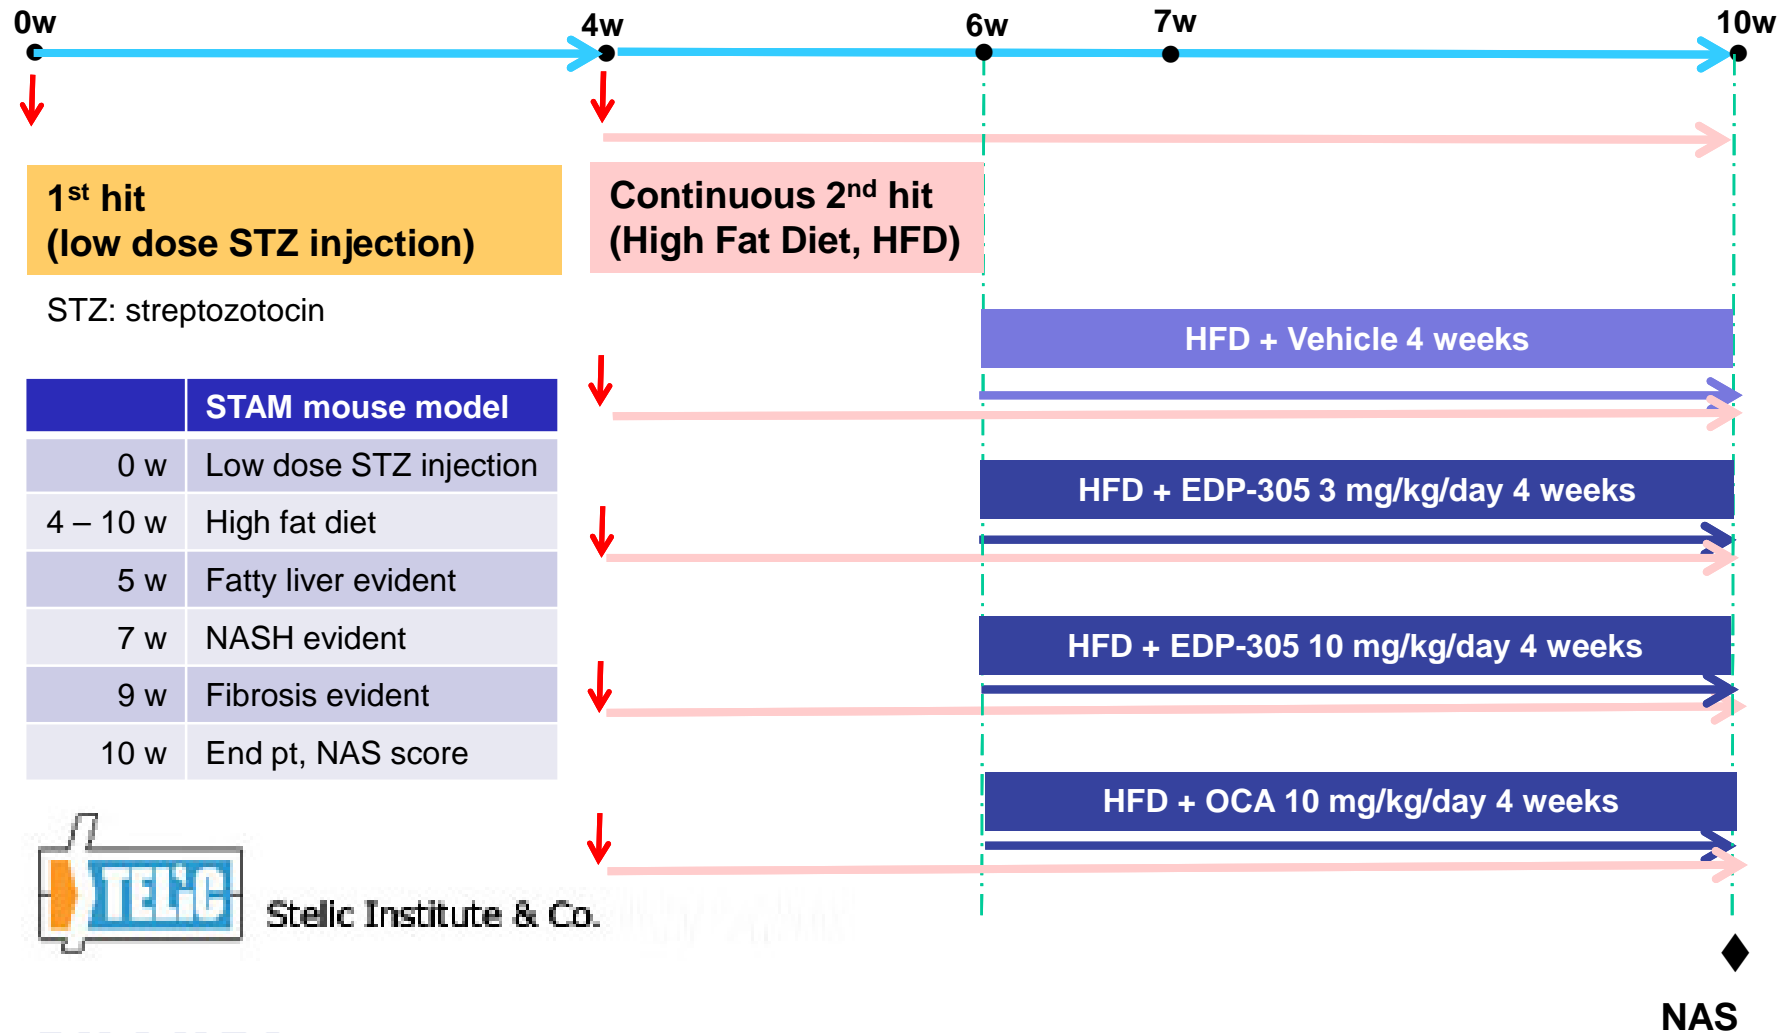 0w
4w
6w
7w
10w
1st hit
(low dose STZ injection)
Continuous 2nd hit
(High Fat Diet, HFD)
STZ: streptozotocin
HFD + Vehicle 4 weeks
STAM mouse model
0 w Low dose STZ injection
4 – 10 w High fat diet
5 w Fatty liver evident
7 w NASH evident
9 w Fibrosis evident
10 w End pt, NAS score
HFD + EDP-305 3 mg/kg/day 4 weeks
HFD + EDP-305 10 mg/kg/day 4 weeks
HFD + OCA 10 mg/kg/day 4 weeks
STELiC
Stelic Institute & Co.
NAS